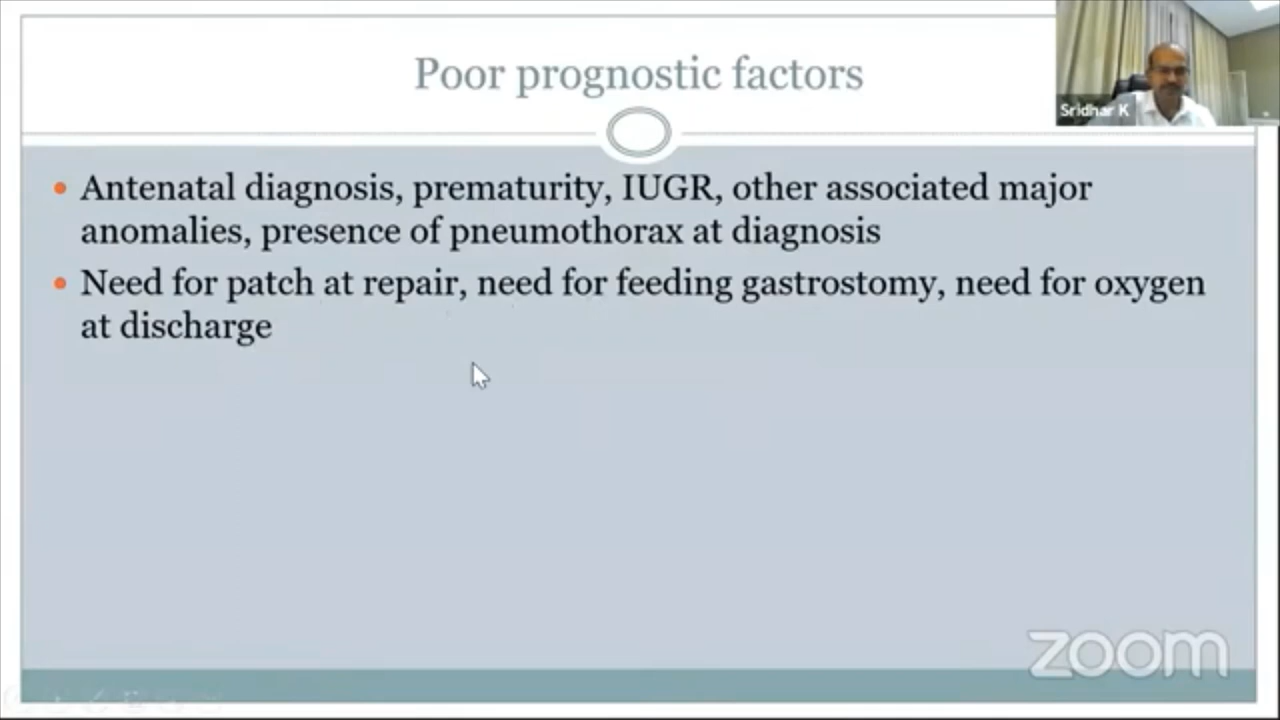 Poor prognostic factors
Sridhar K
Antenatal diagnosis, prematurity, IUGR, other associated major
anomalies, presence of pneumothorax at diagnosis
Need for patch at repair, need for feeding gastrostomy, need for oxygen
at discharge
zoom